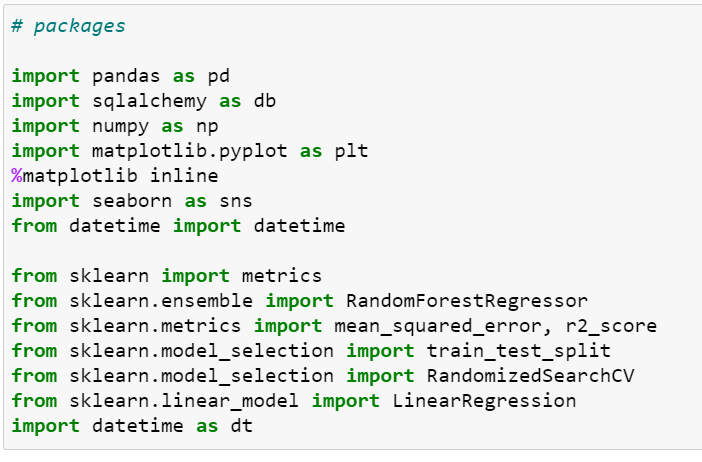 # packages
import pandas as pd
import sqlalchemy as db
import numpy as np
import matplotlib.pyplot as plt
%matplotlib inline
import seaborn as sns
from datetime import datetime
from sklearn import metrics
from sklearn.ensemble import RandomForestRegressor
from sklearn.metrics import mean_squared_error, r2_score
from sklearn.model_selection import train_test_split
from sklearn.model_selection import RandomizedSearchCV
from sklearn.linear_model import LinearRegression
import datetime as dt